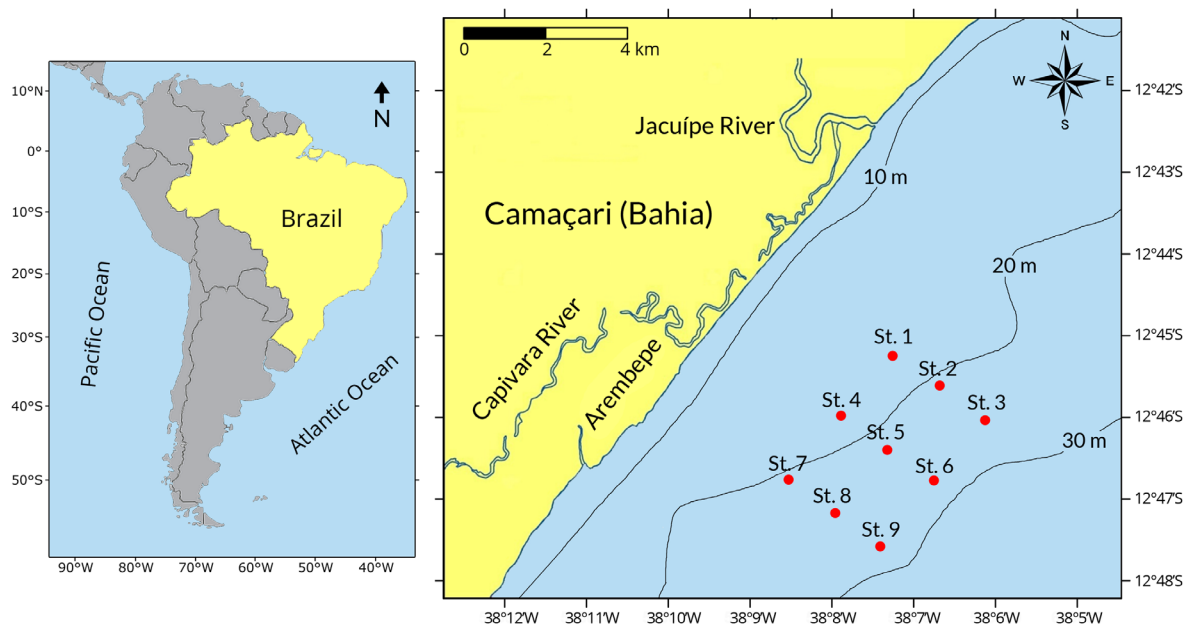 10°N
0°
10°S
20°S
30°S
40°S
50°S
90°W
80°W
70°W
60°W
50°W
40°W
N
Brazil
Pacific Ocean
Atlantic Ocean
0
2
4 km
N
W
E
S
Jacuípe River
Camaçari (Bahia)
Capivara River
Arembepe
10 m
20 m
30 m
St. 1
St. 2
St. 3
St. 4
St. 5
St. 6
St. 7
St. 8
St. 9
12°42'S
12°43'S
12°44'S
12°45'S
12°46'S
12°47'S
12°48'S
38°12'W
38°11'W
38°10'W
38°9'W
38°8'W
38°7'W
38°6'W
38°5'W